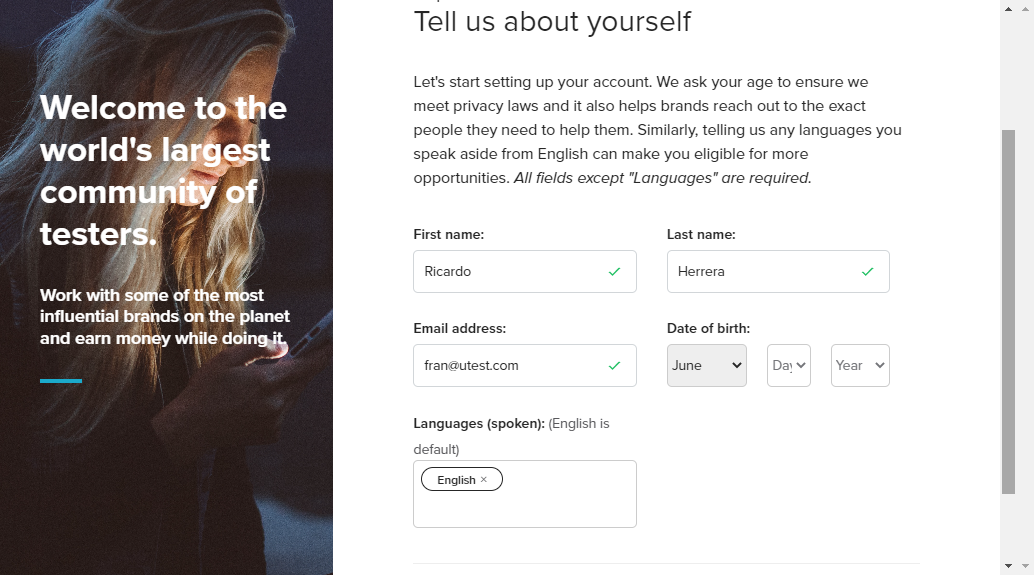 Welcome to the
world's largest
community of
testers.
Work with some of the most
influential brands on the planet
and earn money while doing it.
Tell us about yourself
Let's start setting up your account. We ask your age to ensure we
meet privacy laws and it also helps brands reach out to the exact
people they need to help them. Similarly, telling us any languages you
speak aside from English can make you eligible for more
opportunities. All fields except "Languages" are required.
First name: Last name:
Ricardo Herrera
Email address: Date of birth:
fran@utest.com June Day Year
Languages (spoken): (English is
default)
English ×